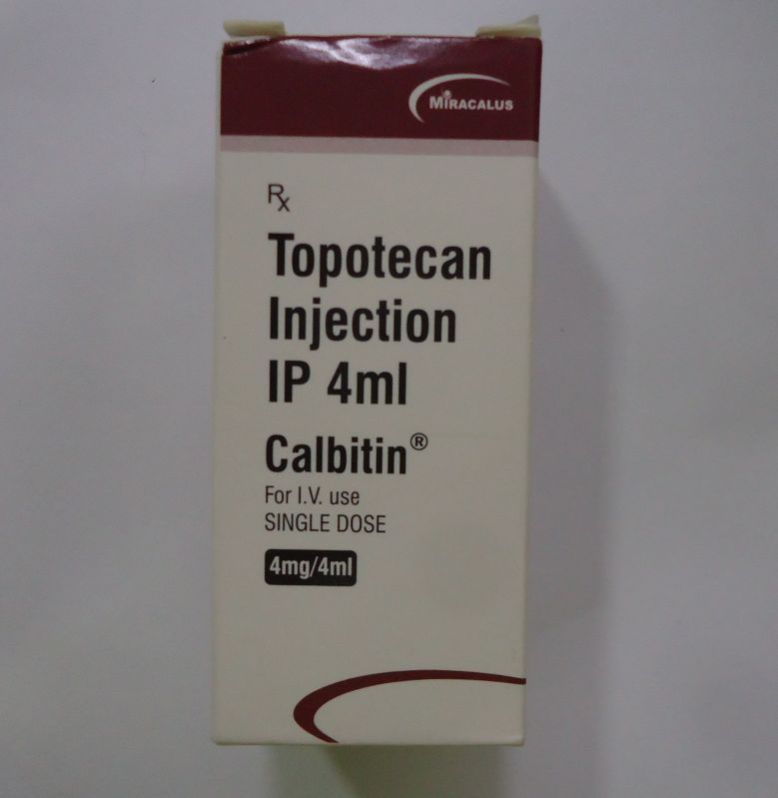 MIRACALUS
Rx
Topotecan
Injection
IP 4ml
Calbitin®
For I.V. use
SINGLE DOSE
4mg/4ml